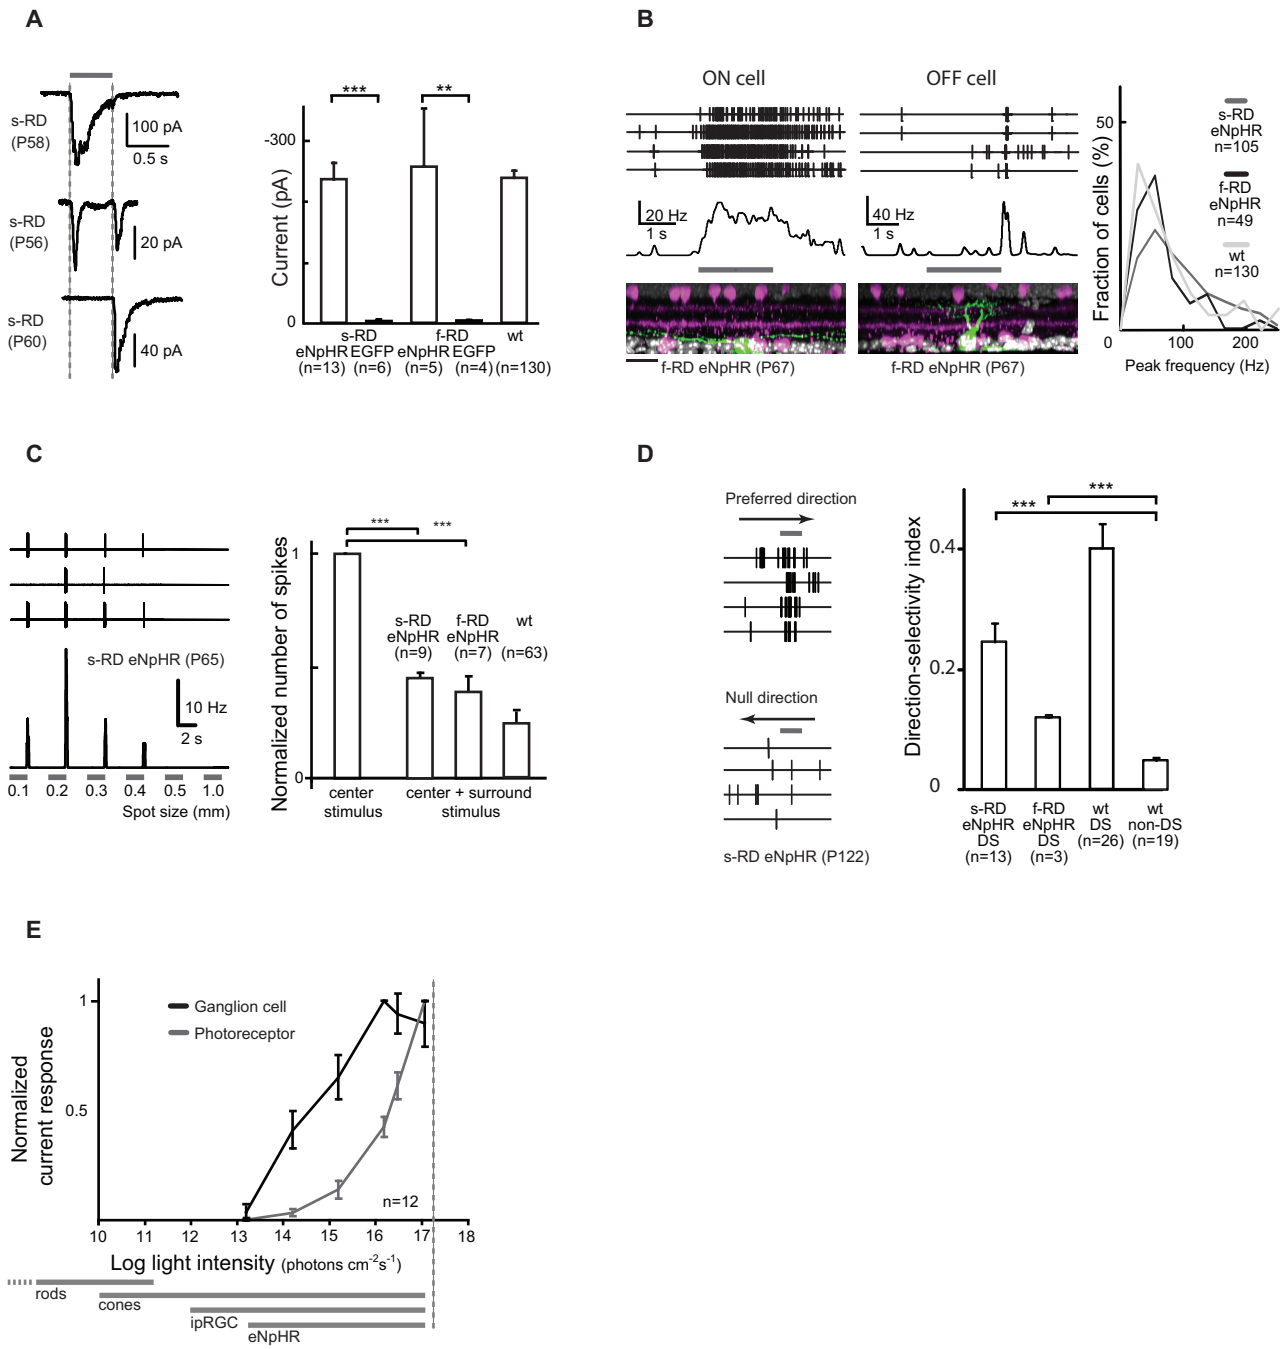 A
s-RD
(P58)
100 pA
0.5 s
s-RD
(P56)
20 pA
s-RD
(P60)
40 pA
Current (pA)
-300
0
***
**
s-RD
eNpHR EGFP
(n=13) (n=6)
f-RD
eNpHR EGFP
(n=5) (n=4)
wt
(n=130)
B
ON cell
OFF cell
20 Hz
1 s
40 Hz
1 s
f-RD eNpHR (P67)
f-RD eNpHR (P67)
Fraction of cells (%)
50
0
0 100 200
Peak frequency (Hz)
s-RD
eNpHR
n=105
f-RD
eNpHR
n=49
wt
n=130
C
s-RD eNpHR (P65)
10 Hz
2 s
0.1 0.2 0.3 0.4 0.5 1.0
Spot size (mm)
Normalized number of spikes
1
0
***
***
s-RD
eNpHR
(n=9)
f-RD
eNpHR
(n=7)
wt
(n=63)
center
stimulus
center + surround
stimulus
D
Preferred direction
Null direction
s-RD eNpHR (P122)
Direction-selectivity index
0.4
0.2
0
***
***
s-RD
eNpHR
DS
(n=13)
f-RD
eNpHR
DS
(n=3)
wt
DS
(n=26)
wt
non-DS
(n=19)
E
Normalized
current response
1
0.5
Ganglion cell
Photoreceptor
n=12
10 11 12 13 14 15 16 17 18
Log light intensity (photons cm⁻²s⁻¹)
rods
cones
ipRGC
eNpHR